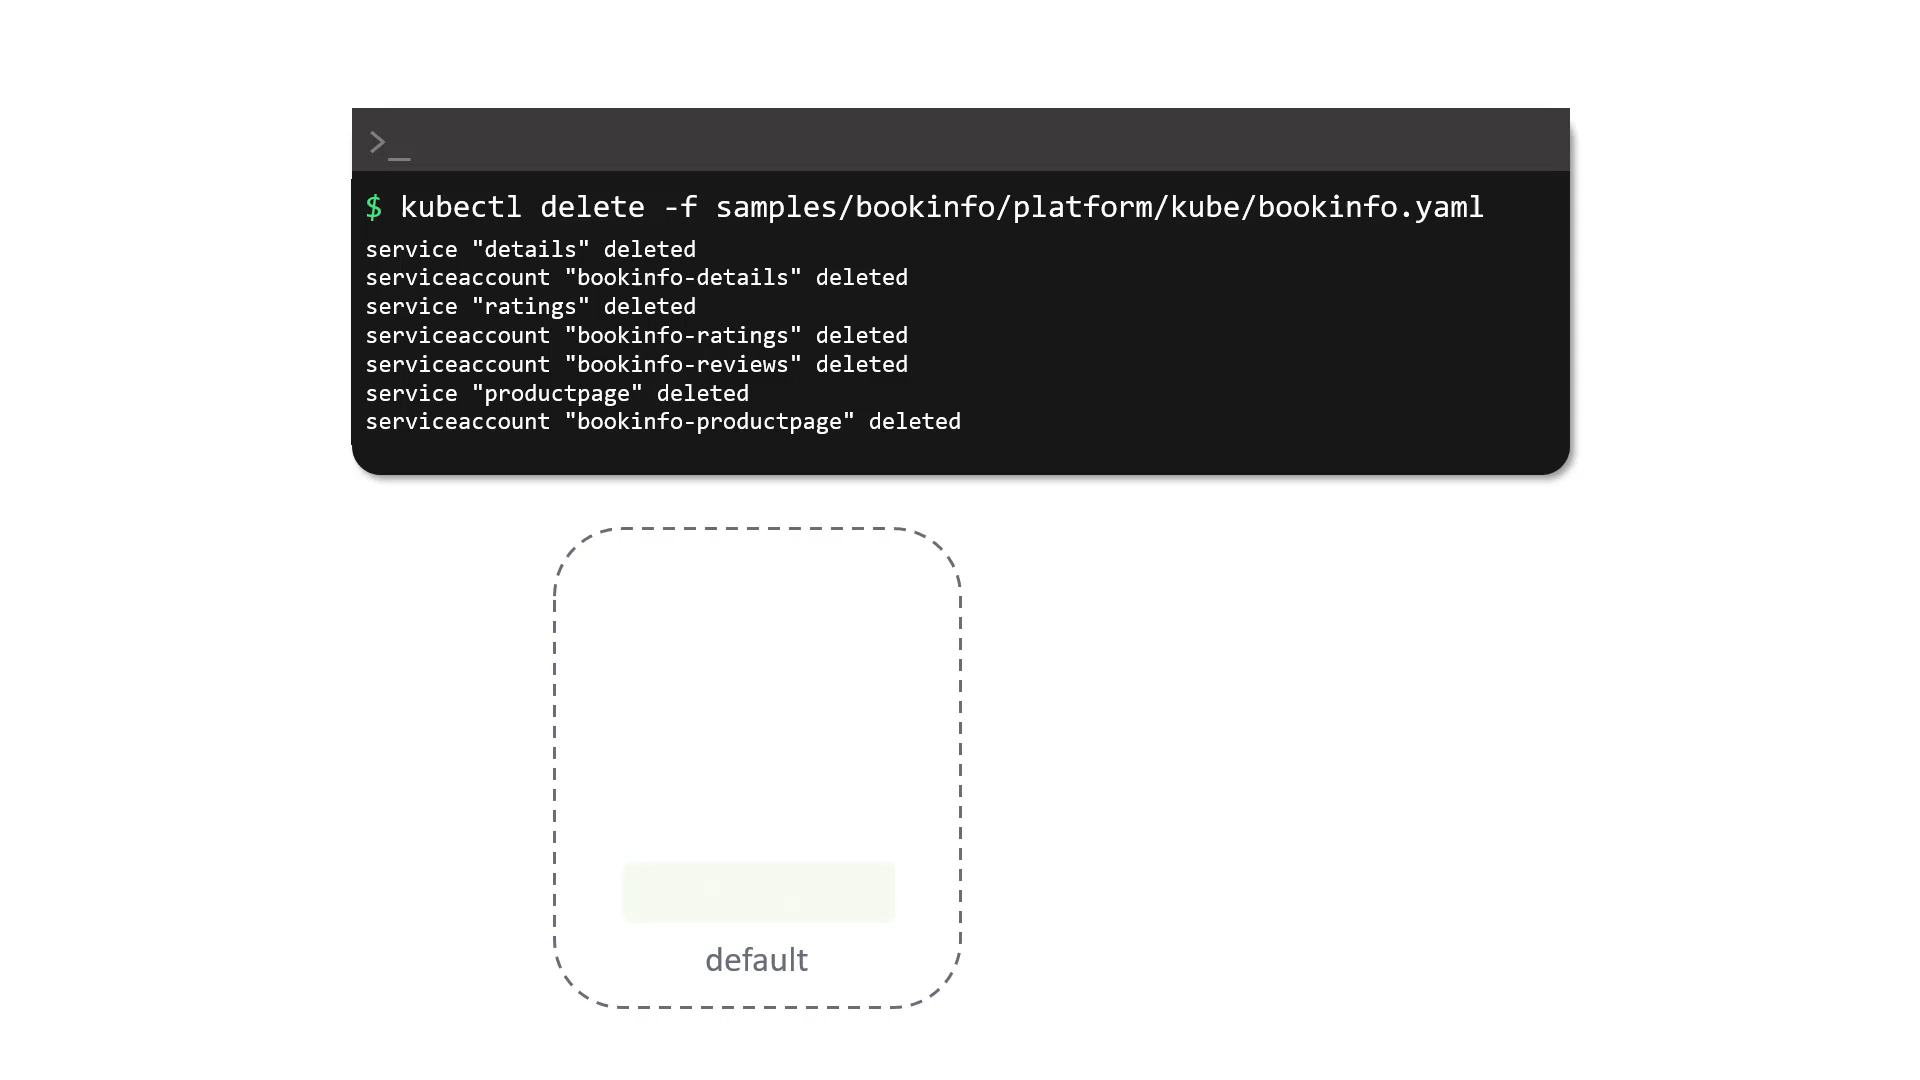 >_
$ kubectl delete -f samples/bookinfo/platform/kube/bookinfo.yaml
service "details" deleted
serviceaccount "bookinfo-details" deleted
service "ratings" deleted
serviceaccount "bookinfo-ratings" deleted
serviceaccount "bookinfo-reviews" deleted
service "productpage" deleted
serviceaccount "bookinfo-productpage" deleted
default